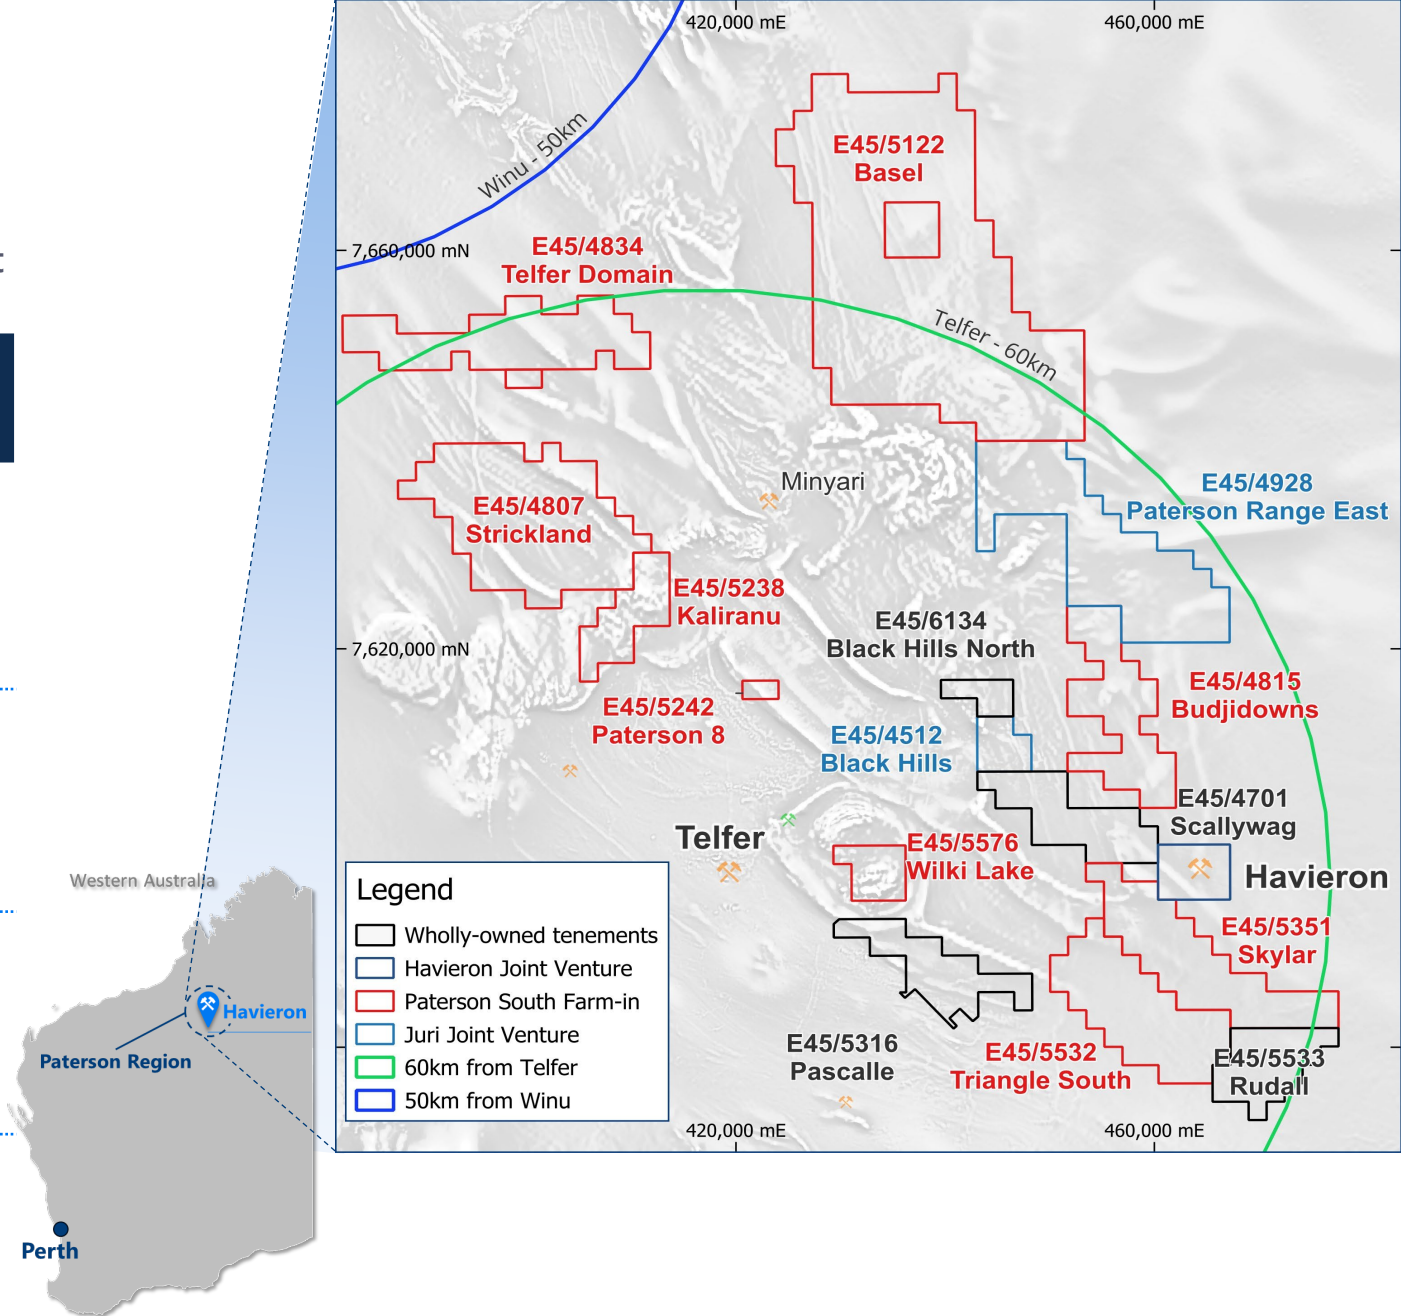 420,000 mE
460,000 mE
Winu - 50km
E45/5122
Basel
7,660,000 mN
E45/4834
Telfer Domain
Telfer - 60km
Minyari
E45/4928
Paterson Range East
E45/4807
Strickland
E45/5238
Kaliranu
E45/6134
Black Hills North
7,620,000 mN
E45/5242
Paterson 8
E45/4815
Budjidowns
E45/4512
Black Hills
E45/4701
Scallywag
Telfer
E45/5576
Wilki Lake
Havieron
E45/5351
Skylar
E45/5316
Pascalle
E45/5532
Triangle South
E45/5533
Rudall
420,000 mE
460,000 mE
Legend
Wholly-owned tenements
Havieron Joint Venture
Paterson South Farm-in
Juri Joint Venture
60km from Telfer
50km from Winu
Western Australia
Havieron
Paterson Region
Perth